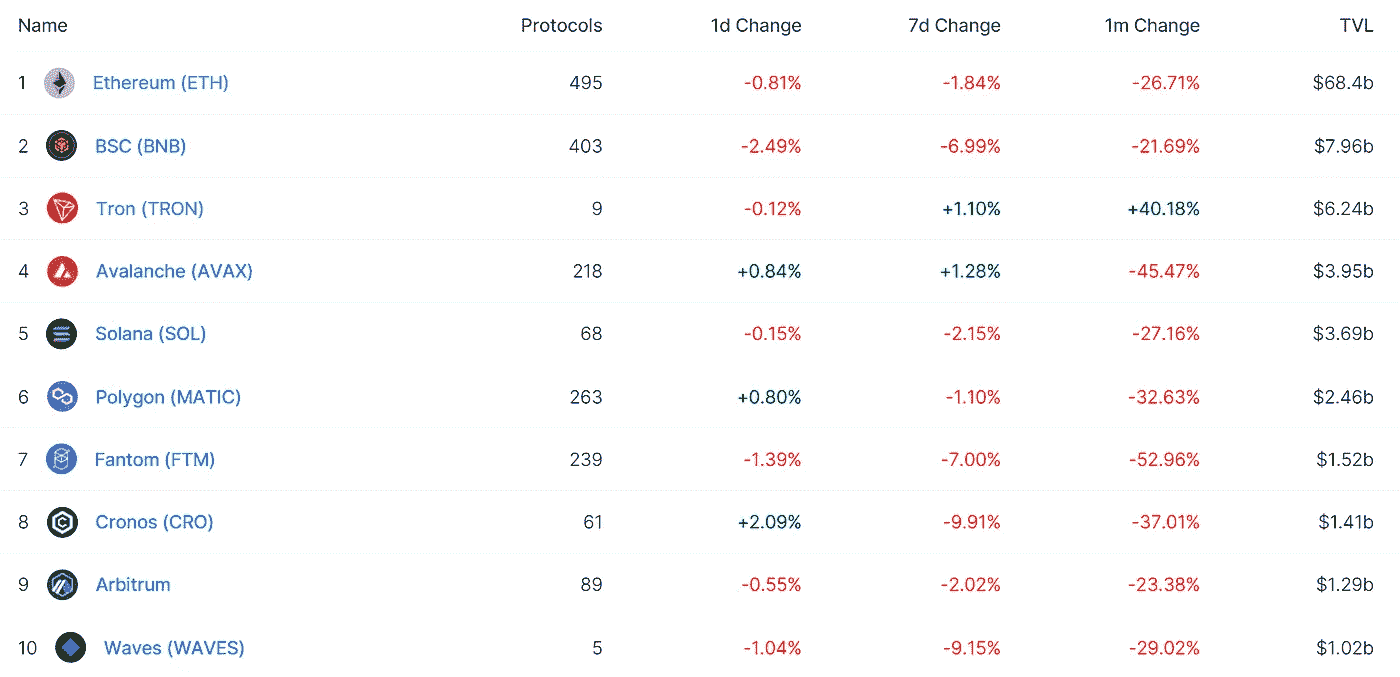 Name Protocols 1d Change 7d Change 1m Change TVL
1 Ethereum (ETH) 495 -0.81% -1.84% -26.71% $68.4b
2 BSC (BNB) 403 -2.49% -6.99% -21.69% $7.96b
3 Tron (TRON) 9 -0.12% +1.10% +40.18% $6.24b
4 Avalanche (AVAX) 218 +0.84% +1.28% -45.47% $3.95b
5 Solana (SOL) 68 -0.15% -2.15% -27.16% $3.69b
6 Polygon (MATIC) 263 +0.80% -1.10% -32.63% $2.46b
7 Fantom (FTM) 239 -1.39% -7.00% -52.96% $1.52b
8 Cronos (CRO) 61 +2.09% -9.91% -37.01% $1.41b
9 Arbitrum 89 -0.55% -2.02% -23.38% $1.29b
10 Waves (WAVES) 5 -1.04% -9.15% -29.02% $1.02b